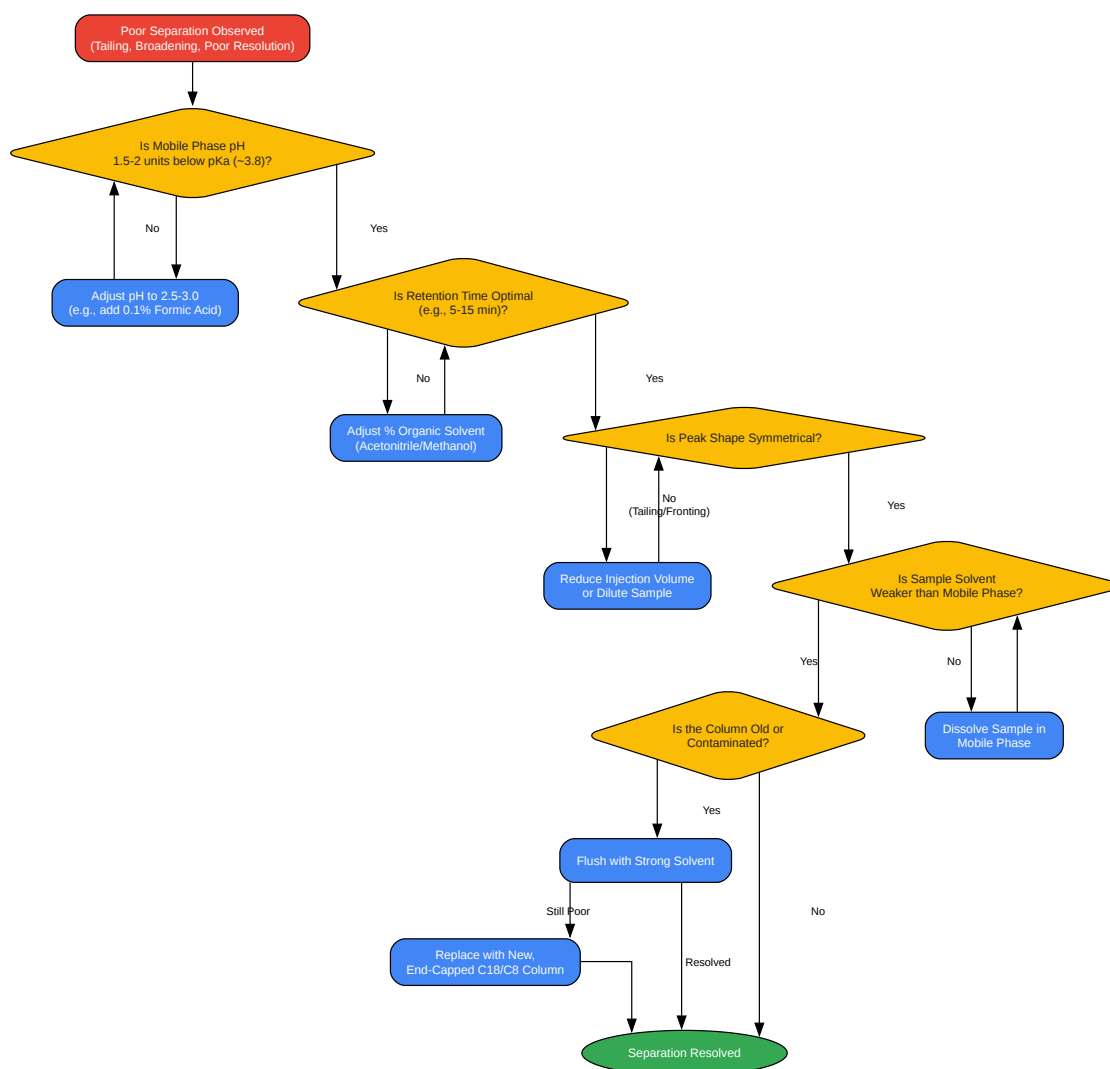 Poor Separation Observed
(Tailing, Broadening, Poor Resolution)
Is Mobile Phase pH
1.5-2 units below pKa (~3.8)?
No
Yes
Adjust pH to 2.5-3.0
(e.g., add 0.1% Formic Acid)
Is Retention Time Optimal
(e.g., 5-15 min)?
No
Yes
Adjust % Organic Solvent
(Acetonitrile/Methanol)
Is Peak Shape Symmetrical?
No
(Tailing/Fronting)
Yes
Reduce Injection Volume
or Dilute Sample
Is Sample Solvent
Weaker than Mobile Phase?
Yes
No
Dissolve Sample in
Mobile Phase
Is the Column Old or
Contaminated?
Yes
No
Flush with Strong Solvent
Still Poor
Resolved
Replace with New,
End-Capped C18/C8 Column
Separation Resolved